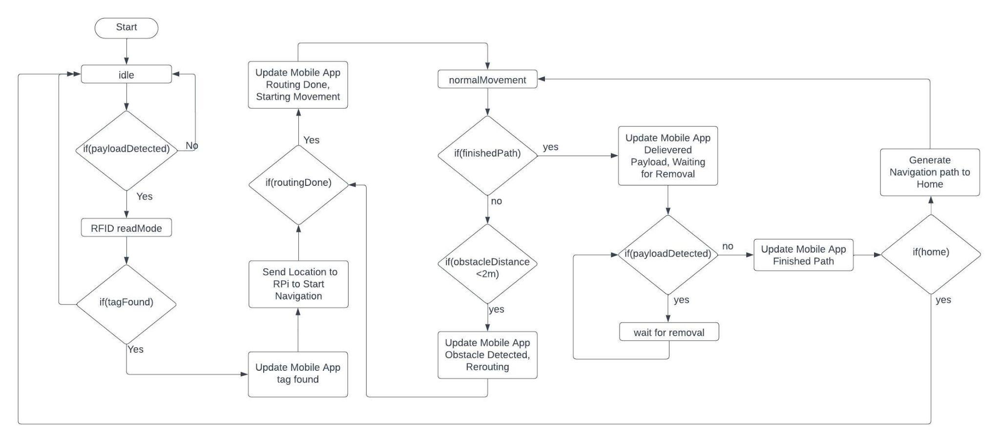 Start
idle
if(payloadDetected)
No
Yes
RFID readMode
if(tagFound)
Yes
Update Mobile App
Routing Done,
Starting Movement
Yes
if(routingDone)
Send Location to
RPi to Start
Navigation
Update Mobile App
tag found
normalMovement
if(finishedPath)
yes
no
if(obstacleDistance
<2m)
yes
Update Mobile App
Obstacle Detected,
Rerouting
Update Mobile App
Delievered
Payload, Waiting
for Removal
if(payloadDetected)
no
yes
wait for removal
Update Mobile App
Finished Path
Generate
Navigation path to
Home
if(home)
yes